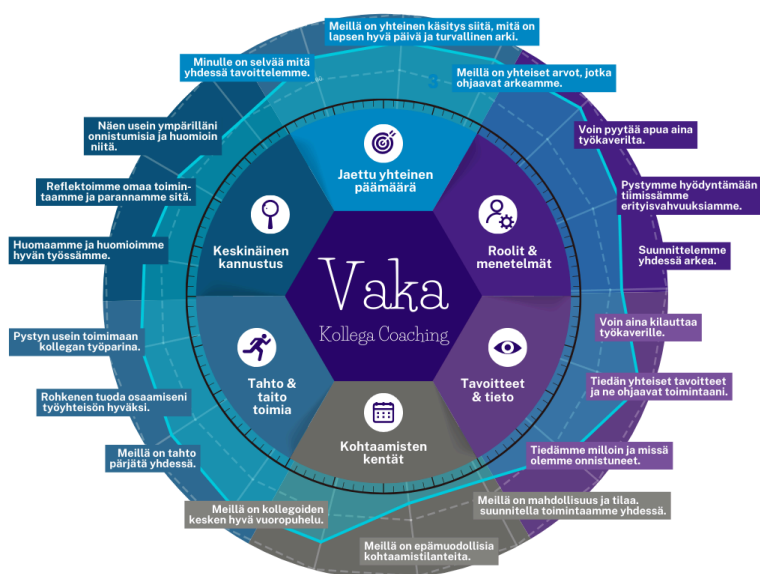 Meillä on yhteinen käsitys siitä, mitä on
lapsen hyvä päivä ja turvallinen arki.
Minulle on selvää mitä
yhdessä tavoittelemme.
3
Meillä on yhteiset arvot, jotka
ohjaavat arkeamme.
Näen usein ympärilläni
onnistumisia ja huomioin
niitä.
Voin pyytää apua aina
työkaverilta.
Jaettu yhteinen
päämäärä
Reflektoimme omaa toimin-
taamme ja parannamme sitä.
Pystymme hyödyntämään
tiimissämme
erityisvahvuuksiamme.
Huomaamme ja huomioimme
hyvän työssämme.
Keskinäinen
kannustus
Roolit &
menetelmät
Suunnittelemme
yhdessä arkea.
Vaka
Kollega Coaching
Pystyn usein toimimaan
kollegan työparina.
Voin aina kilauttaa
työkaverille.
Tahto &
taito
toimia
Tavoitteet
& tieto
Rohkenen tuoda osaamiseni
työyhteisön hyväksi.
Tiedän yhteiset tavoitteet
ja ne ohjaavat toimintaani.
Kohtaamisten
kentät
Meillä on tahto
pärjätä yhdessä.
Tiedämme milloin ja missä
olemme onnistuneet.
Meillä on kollegoiden
kesken hyvä vuoropuhelu.
Meillä on mahdollisuus ja tilaa.
suunnitella toimintaamme yhdessä.
Meillä on epämuodollisia
kohtaamistilanteita.